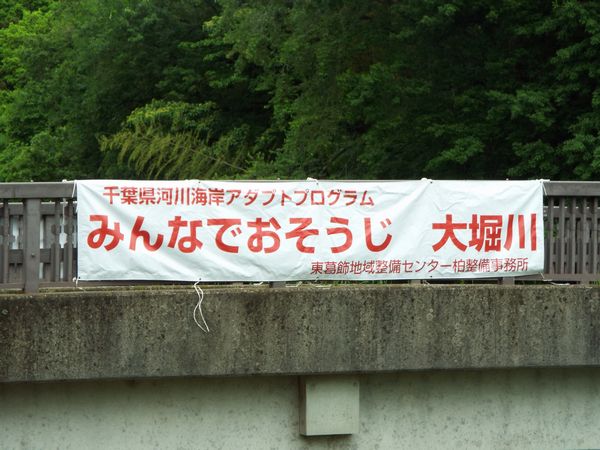 千葉県河川海岸アダプトプログラム
みんなでおそうじ 大堀川
東葛飾地域整備センター柏整備事務所